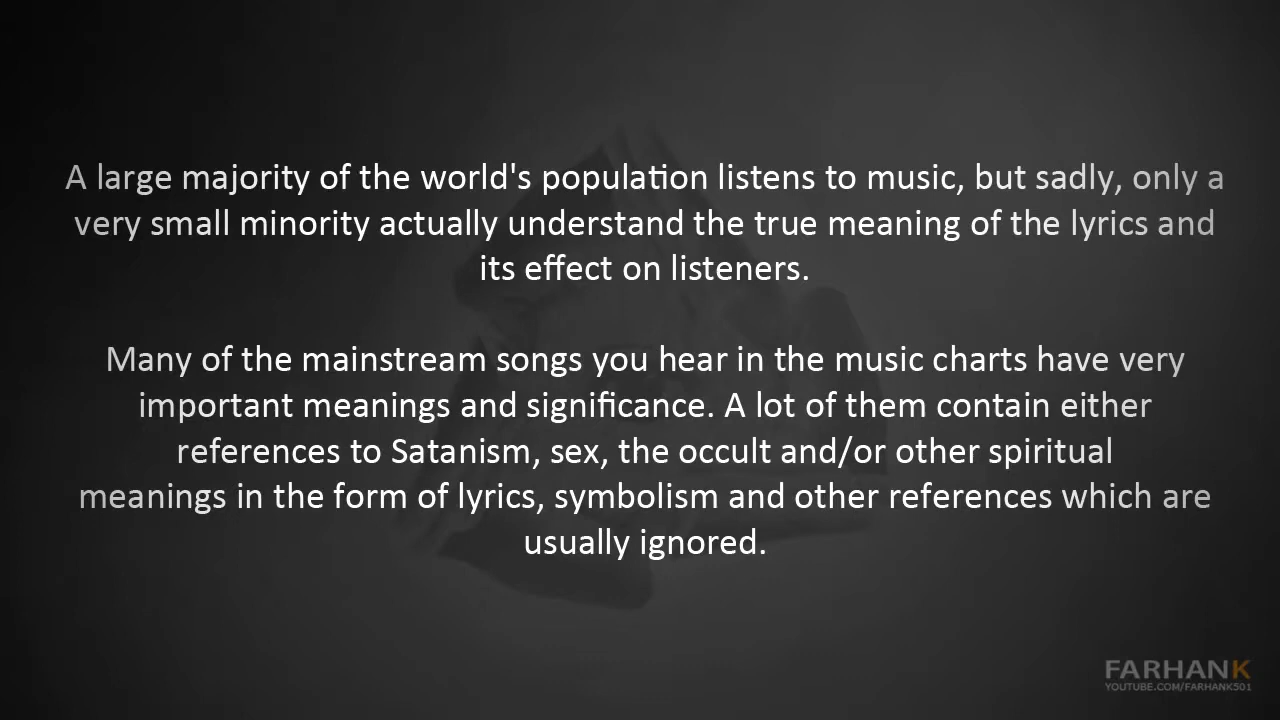 A large majority of the world's population listens to music, but sadly, only a
very small minority actually understand the true meaning of the lyrics and
its effect on listeners.
Many of the mainstream songs you hear in the music charts have very
important meanings and significance. A lot of them contain either
references to Satanism, sex, the occult and/or other spiritual
meanings in the form of lyrics, symbolism and other references which are
usually ignored.
FARHANK
YOUTUBE.COM/FARHANK501